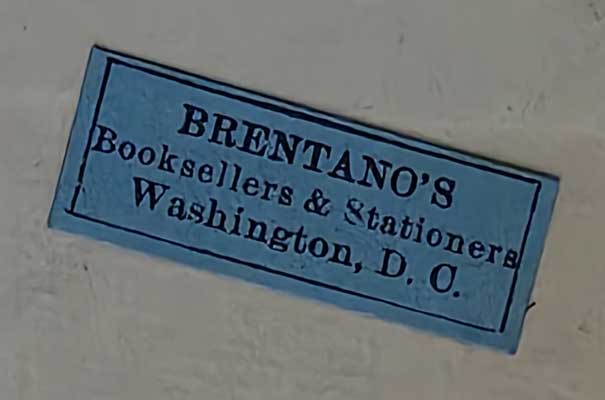 BRENTANO'S
Booksellers & Stationers
Washington, D. C.